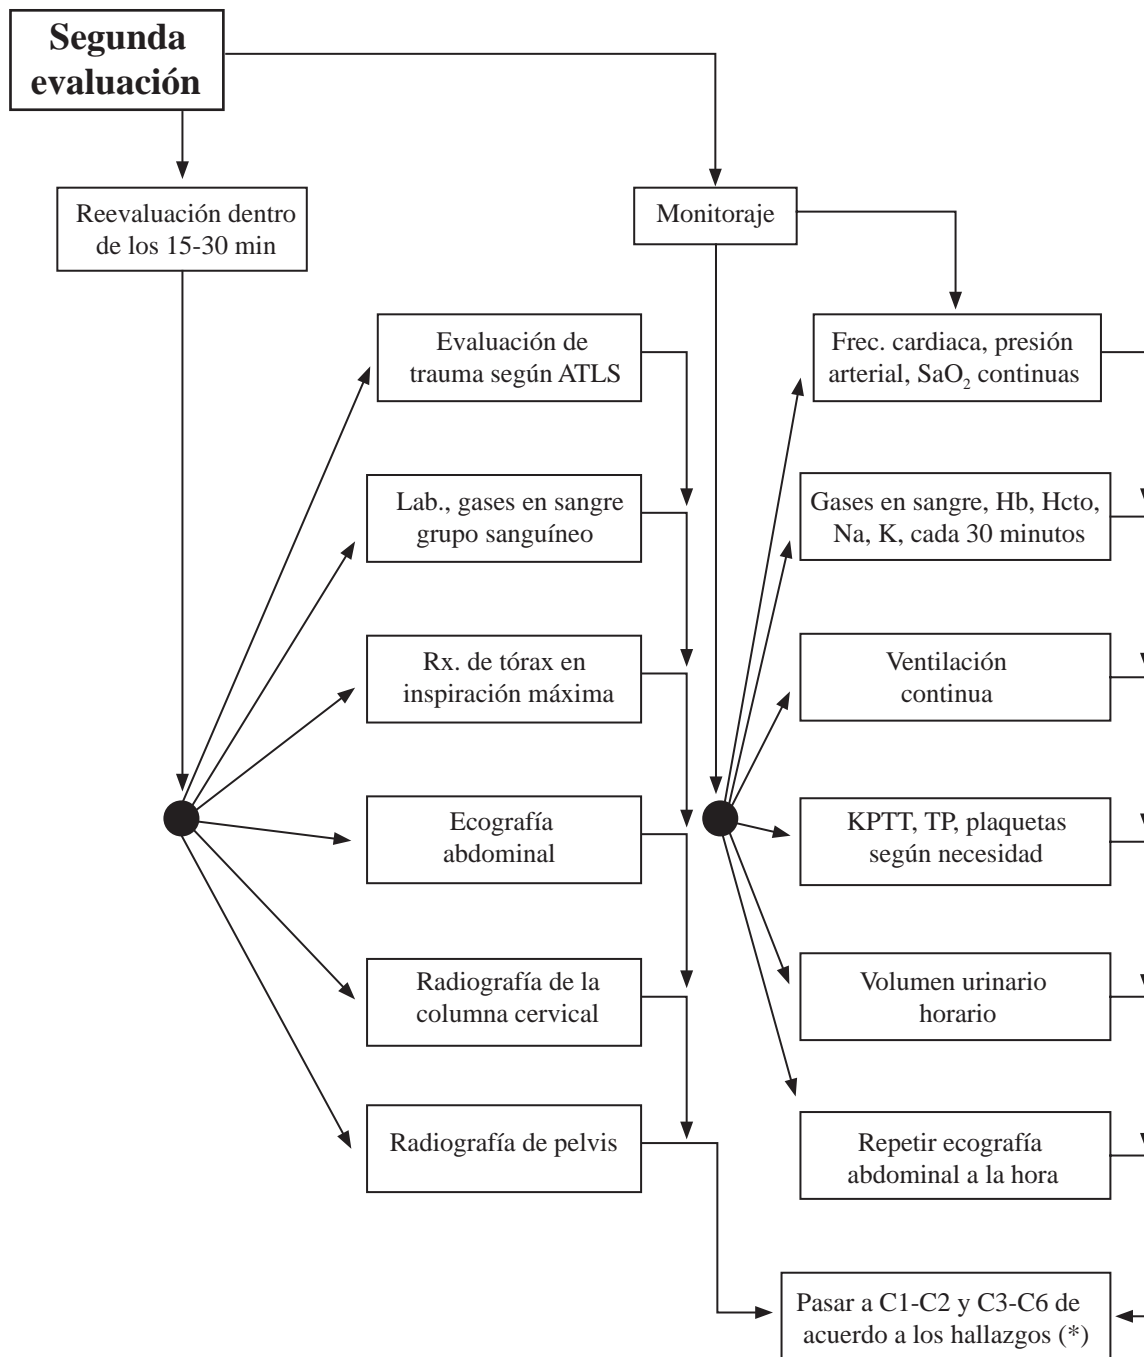 Segunda
evaluación
Reevaluación dentro
de los 15-30 min
Monitoraje
Evaluación de
trauma según ATLS
Lab., gases en sangre
grupo sanguíneo
Rx. de tórax en
inspiración máxima
Ecografía
abdominal
Radiografía de la
columna cervical
Radiografía de pelvis
Frec. cardiaca, presión
arterial, SaO₂ continuas
Gases en sangre, Hb, Hcto,
Na, K, cada 30 minutos
Ventilación
continua
KPTT, TP, plaquetas
según necesidad
Volumen urinario
horario
Repetir ecografía
abdominal a la hora
Pasar a C1-C2 y C3-C6 de
acuerdo a los hallazgos (*)